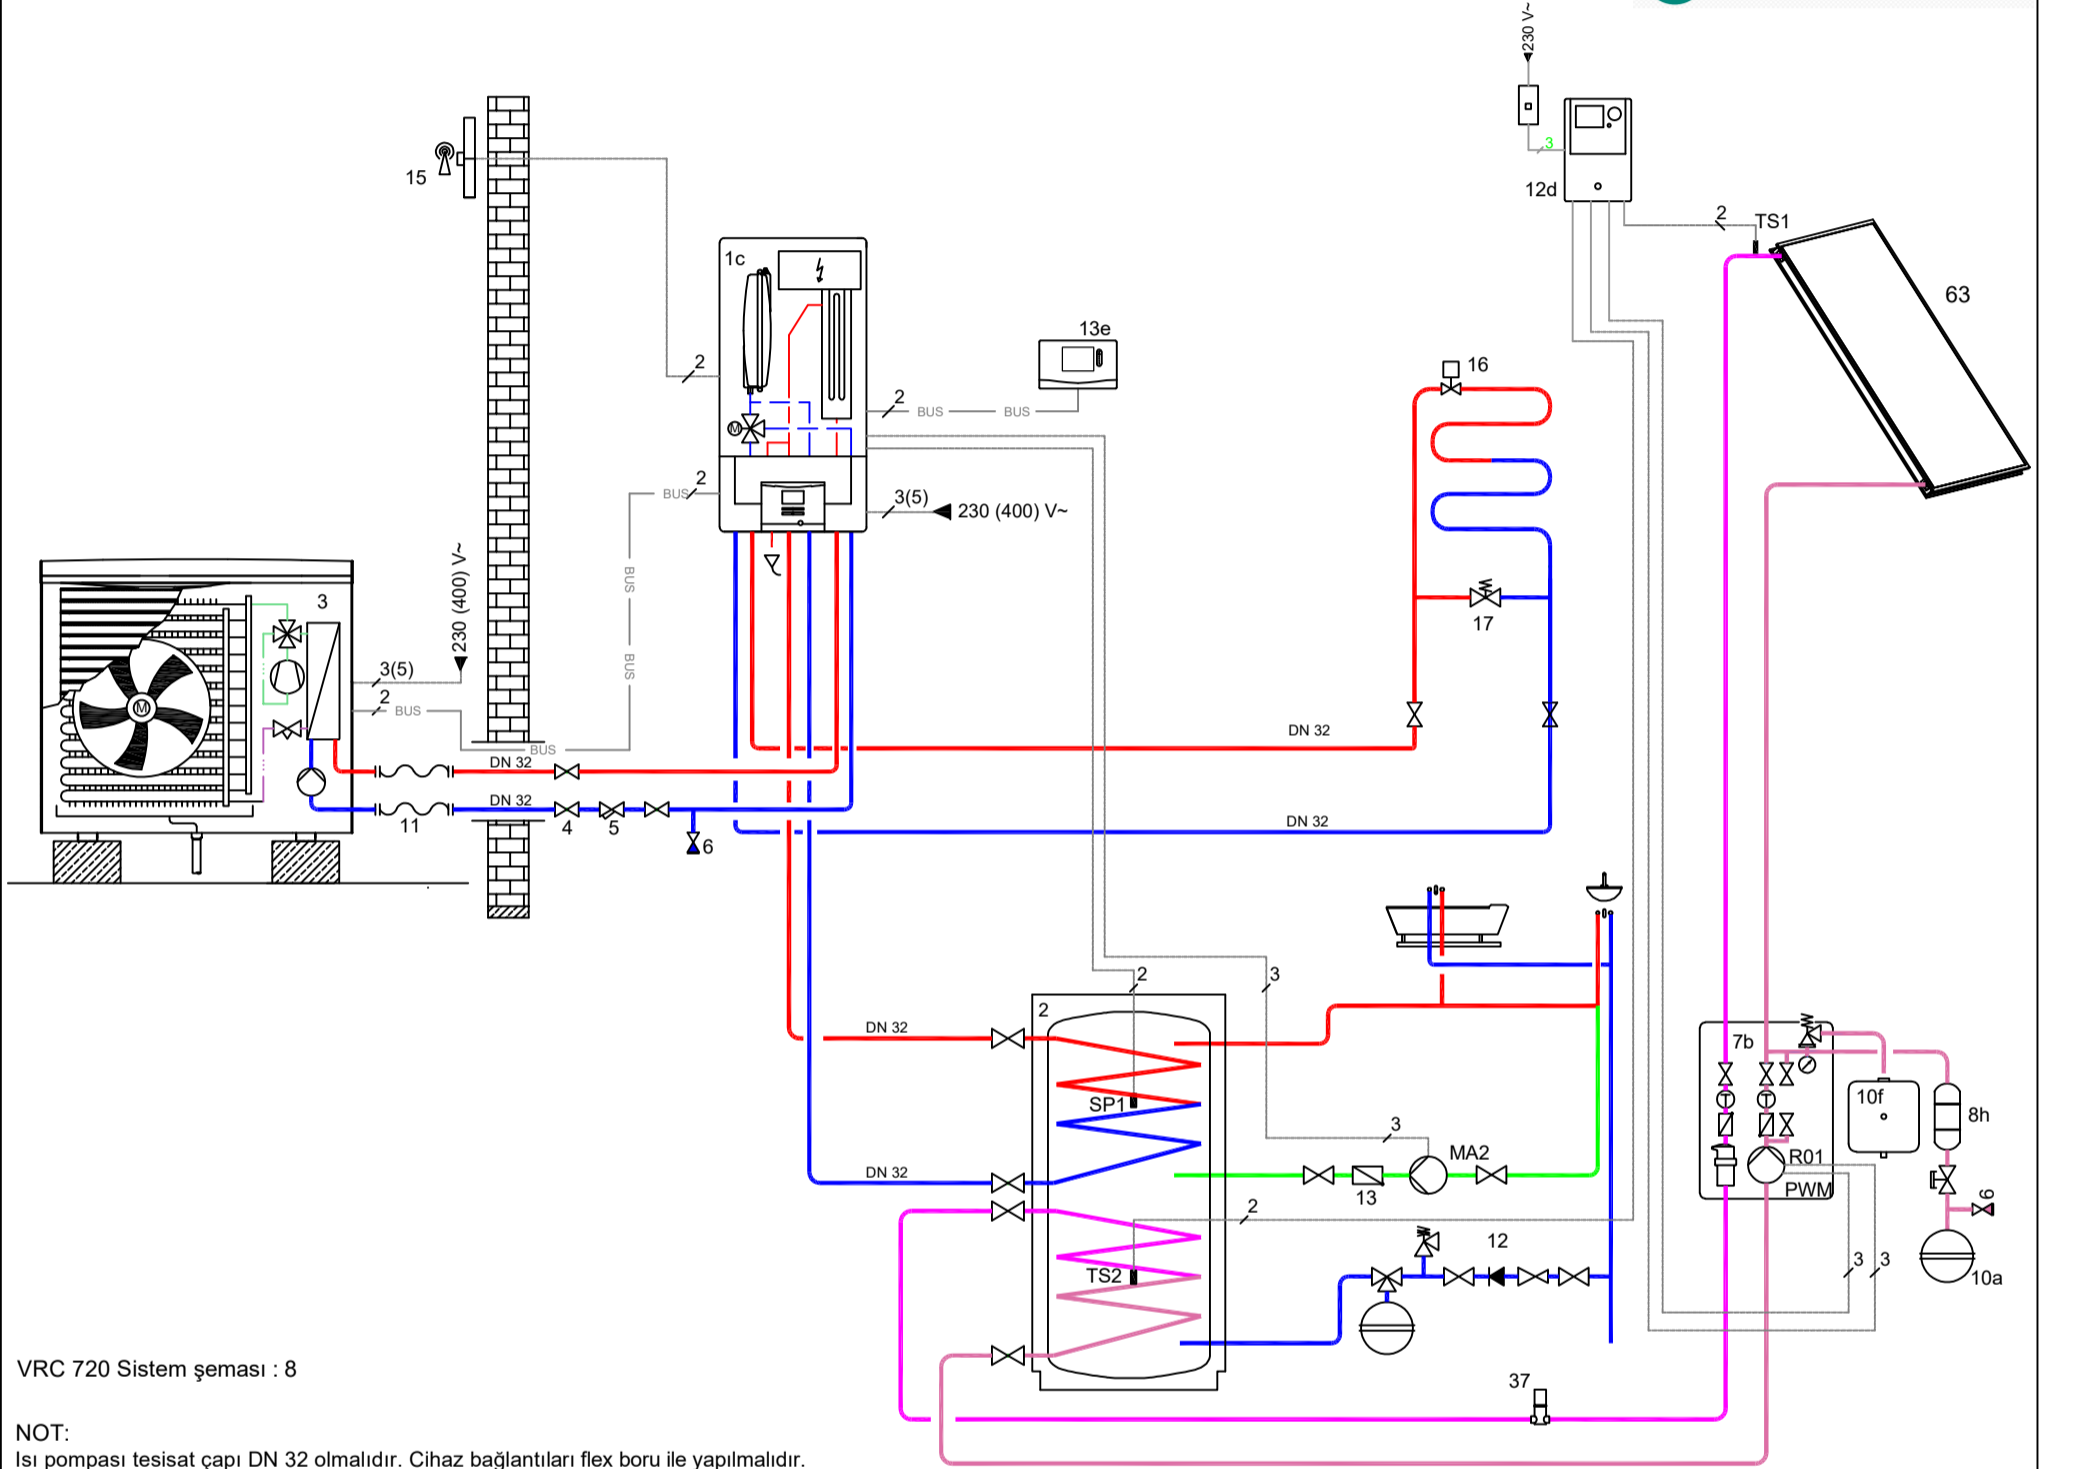 230 V~
3
12d
2
TS1
15
63
1c
13e
2
16
2
BUS
BUS
2
BUS
3(5)
230 (400) V~
230 (400) V~
BUS
3
17
BUS
3(5)
2
BUS
DN 32
BUS
DN 32
DN 32
11
4
5
DN 32
6
2
3
2
DN 32
7b
10f
8h
SP1
3
MA2
R01
DN 32
13
PWM
6
2
12
TS2
3
3
10a
VRC 720 Sistem şeması : 8
37
NOT:
Isı pompası tesisat çapı DN 32 olmalıdır. Cihaz bağlantıları flex boru ile yapılmalıdır.
M
M
T
T